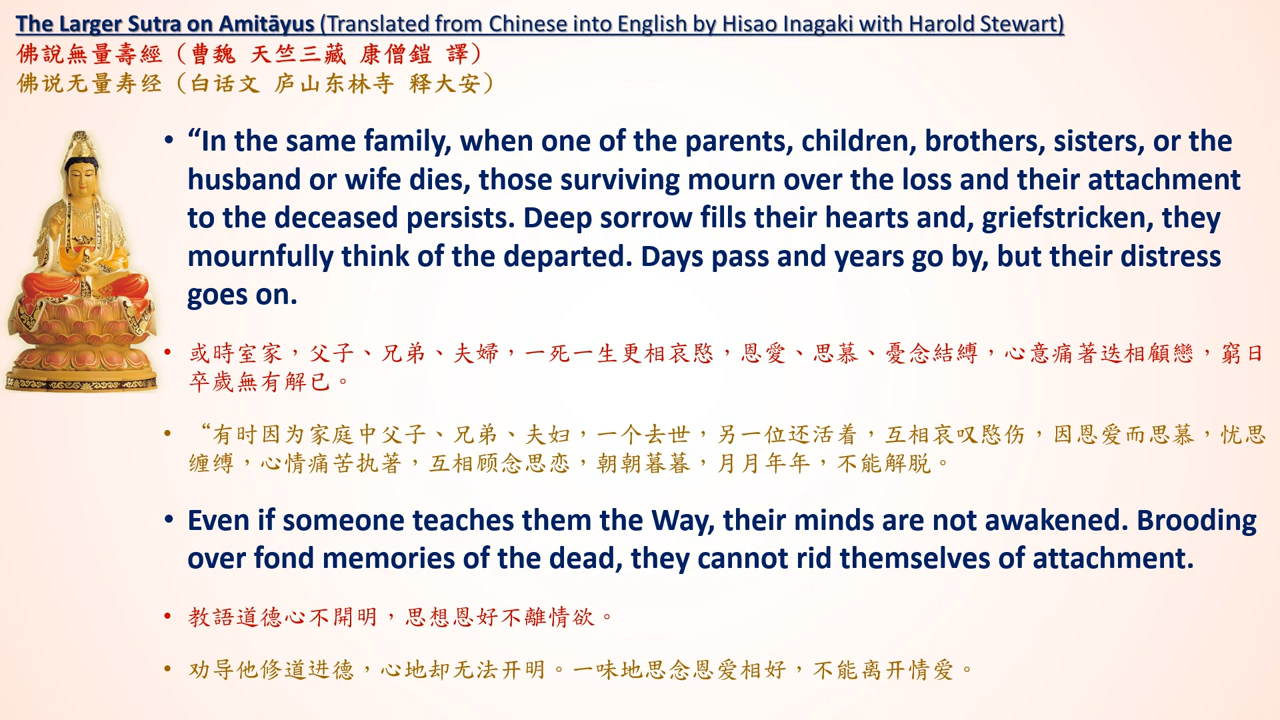 The Larger Sutra on Amitāyus (Translated from Chinese into English by Hisao Inagaki with Harold Stewart)
佛說無量壽經（曹魏 天竺三藏 康僧鎧 譯）
佛说无量寿经（白话文 庐山东林寺 释大安）
• “In the same family, when one of the parents, children, brothers, sisters, or the
husband or wife dies, those surviving mourn over the loss and their attachment
to the deceased persists. Deep sorrow fills their hearts and, griefstricken, they
mournfully think of the departed. Days pass and years go by, but their distress
goes on.
• 或時室家，父子、兄弟、夫婦，一死一生更相哀愍，恩愛、思慕、憂念結縛，心意痛著迭相顧戀，窮日
卒歲無有解已。
• “有时因为家庭中父子、兄弟、夫妇，一个去世，另一位还活着，互相哀叹愍伤，因恩爱而思慕，忧思
缠缚，心情痛苦执著，互相顾念思恋，朝朝暮暮，月月年年，不能解脱。
• Even if someone teaches them the Way, their minds are not awakened. Brooding
over fond memories of the dead, they cannot rid themselves of attachment.
• 教語道德心不開明，思想恩好不離情欲。
• 劝导他修道进德，心地却无法开明。一味地思念恩爱相好，不能离开情爱。